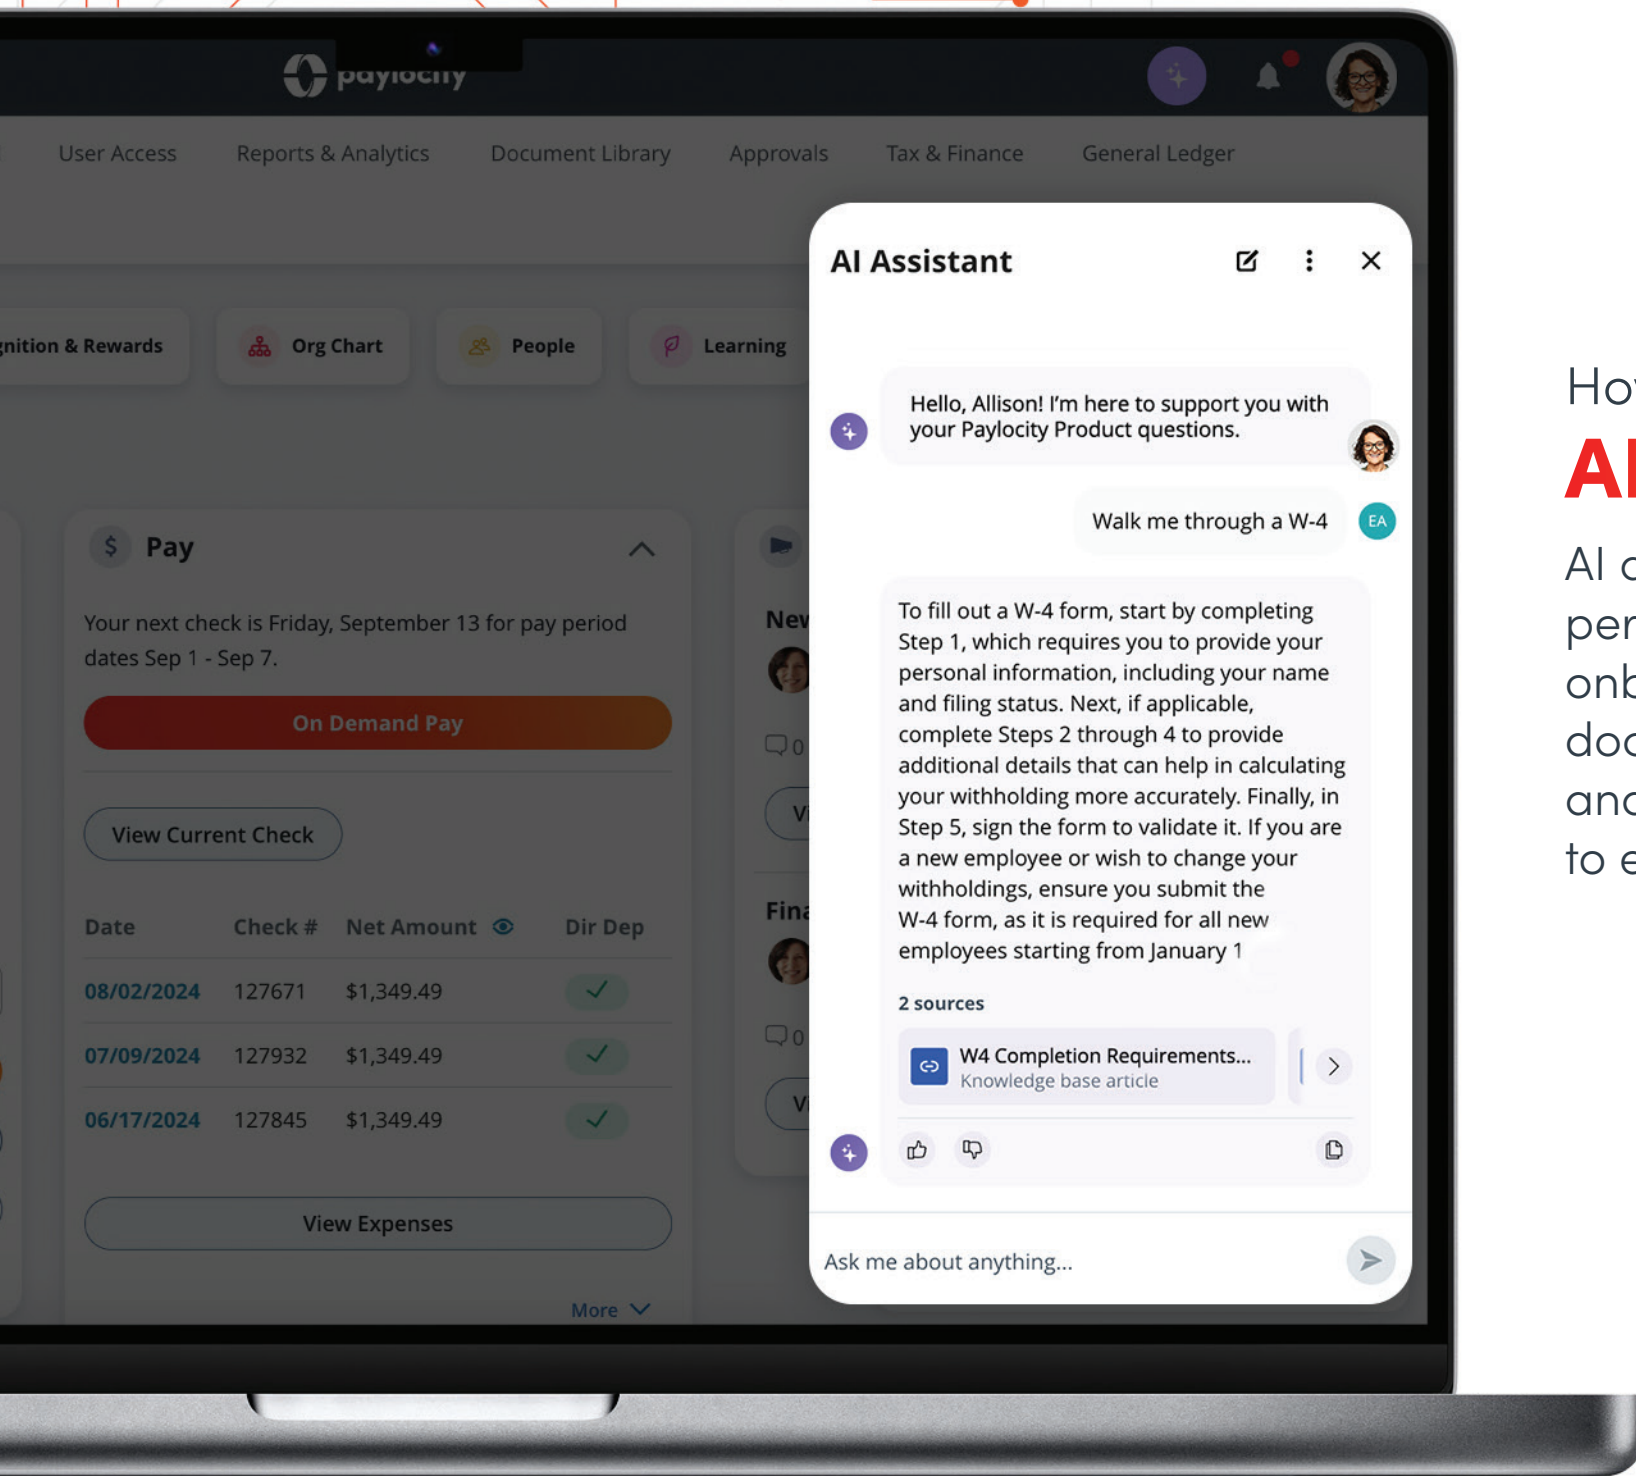 paylocity
User Access Reports & Analytics Document Library Approvals Tax & Finance General Ledger
AI Assistant
& Rewards Org Chart People Learning
Hello, Allison! I'm here to support you with
your Paylocity Product questions.
Walk me through a W-4
EA
$ Pay
Your next check is Friday, September 13 for pay period
dates Sep 1 - Sep 7.
On Demand Pay
View Current Check
Date Check # Net Amount Dir Dep
08/02/2024 127671 $1,349.49
07/09/2024 127932 $1,349.49
06/17/2024 127845 $1,349.49
View Expenses
More
0
0
To fill out a W-4 form, start by completing
Step 1, which requires you to provide your
personal information, including your name
and filing status. Next, if applicable,
complete Steps 2 through 4 to provide
additional details that can help in calculating
your withholding more accurately. Finally, in
Step 5, sign the form to validate it. If you are
a new employee or wish to change your
withholdings, ensure you submit the
W-4 form, as it is required for all new
employees starting from January 1
2 sources
W4 Completion Requirements...
Knowledge base article
Ask me about anything...
AI
to